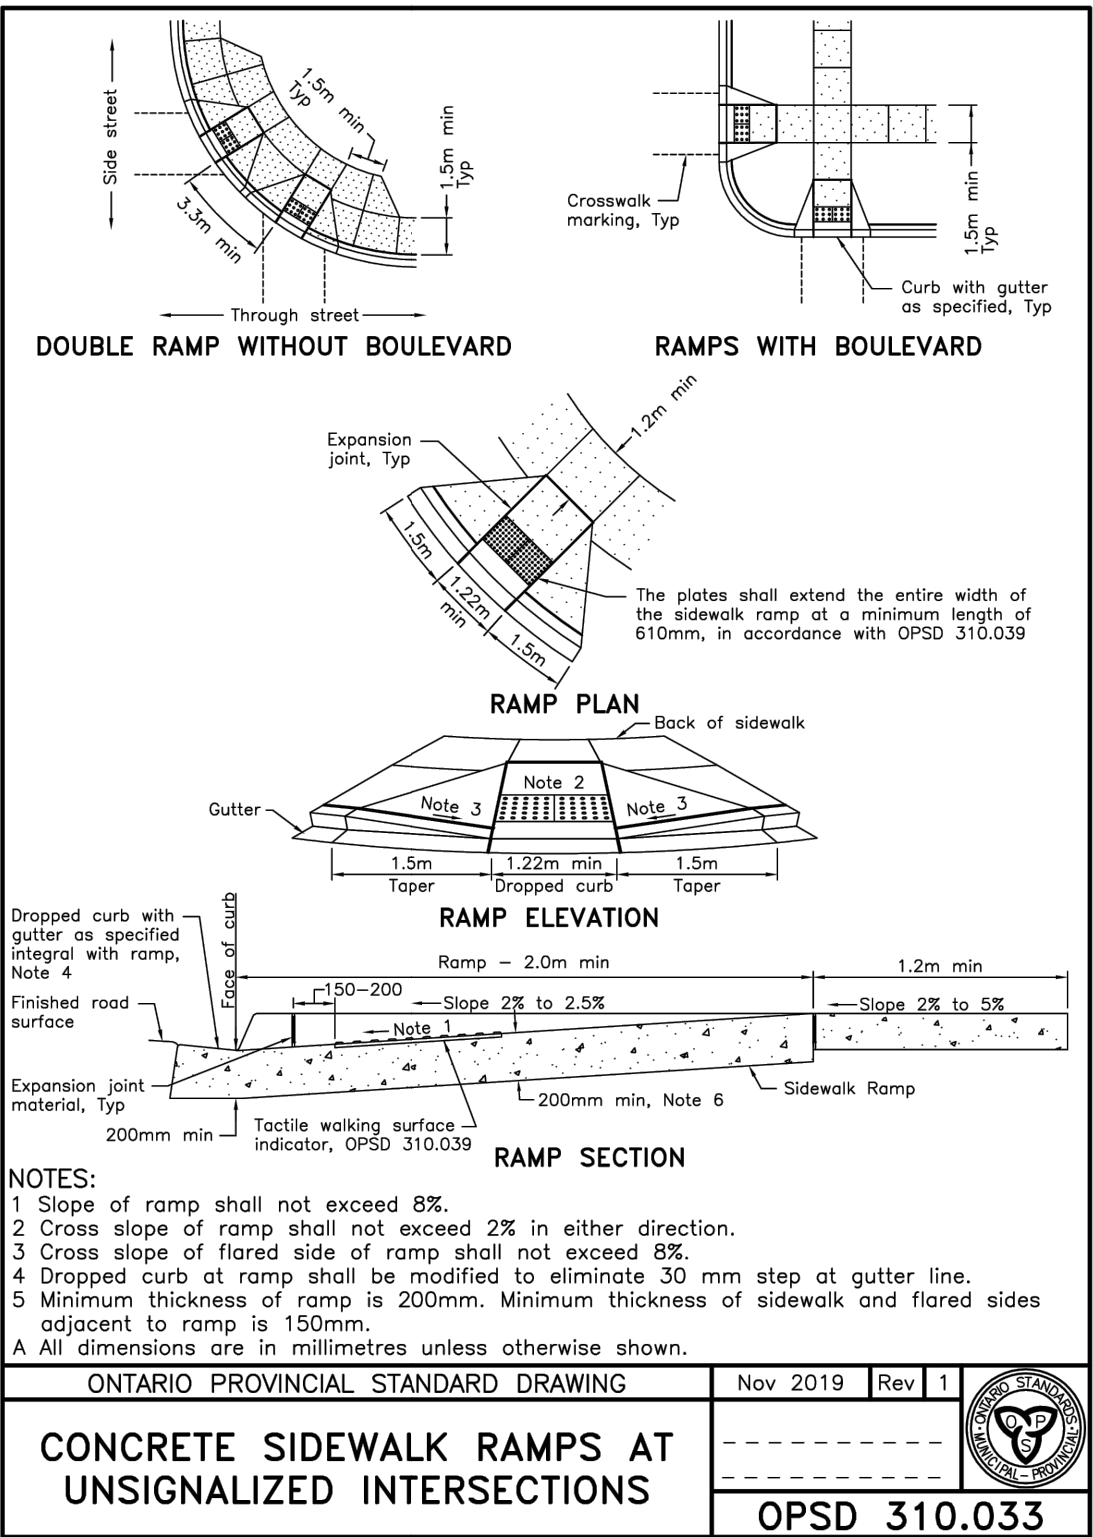 Side street
1.5m min
Typ
1.5m min
Typ
3.3m min
Through street
DOUBLE RAMP WITHOUT BOULEVARD
Crosswalk
marking, Typ
1.5m min
Typ
Curb with gutter
as specified, Typ
RAMPS WITH BOULEVARD
1.2m min
Expansion
joint, Typ
1.5m
1.22m
min
1.5m
The plates shall extend the entire width of
the sidewalk ramp at a minimum length of
610mm, in accordance with OPSD 310.039
RAMP PLAN
Back of sidewalk
Note 2
Note 3
Note 3
Gutter
1.5m
Taper
1.22m min
Dropped curb
1.5m
Taper
RAMP ELEVATION
Dropped curb with
gutter as specified
integral with ramp,
Note 4
Face of curb
Ramp – 2.0m min
1.2m min
150–200
Slope 2% to 2.5%
Slope 2% to 5%
Finished road
surface
Note 1
Expansion joint
material, Typ
200mm min
Tactile walking surface
indicator, OPSD 310.039
200mm min, Note 6
Sidewalk Ramp
RAMP SECTION
NOTES:
1 Slope of ramp shall not exceed 8%.
2 Cross slope of ramp shall not exceed 2% in either direction.
3 Cross slope of flared side of ramp shall not exceed 8%.
4 Dropped curb at ramp shall be modified to eliminate 30 mm step at gutter line.
5 Minimum thickness of ramp is 200mm. Minimum thickness of sidewalk and flared sides
adjacent to ramp is 150mm.
A All dimensions are in millimetres unless otherwise shown.
ONTARIO PROVINCIAL STANDARD DRAWING
Nov 2019
Rev
1
CONCRETE SIDEWALK RAMPS AT
UNSIGNALIZED INTERSECTIONS
ONTARIO STANDARDS
MUNICIPAL–PROVINCIAL
O P
S
OPSD 310.033